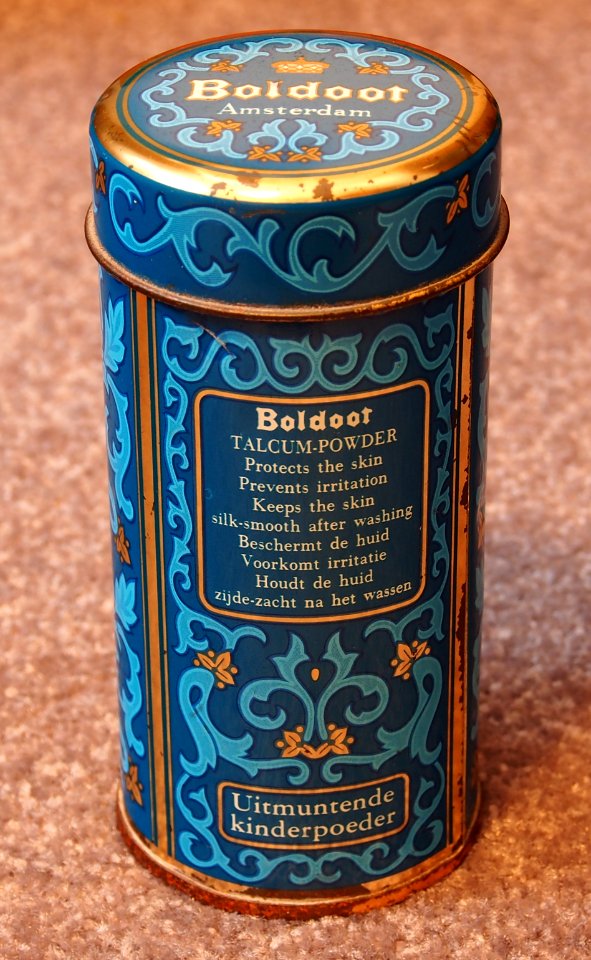 Boldoot
Amsterdam
Boldoot
TALCUM-POWDER
Protects the skin
Prevents irritation
Keeps the skin
silk-smooth after washing
Beschermt de huid
Voorkomt irritatie
Houdt de huid
zijde-zacht na het wassen
Uitmuntende
kinderpoeder